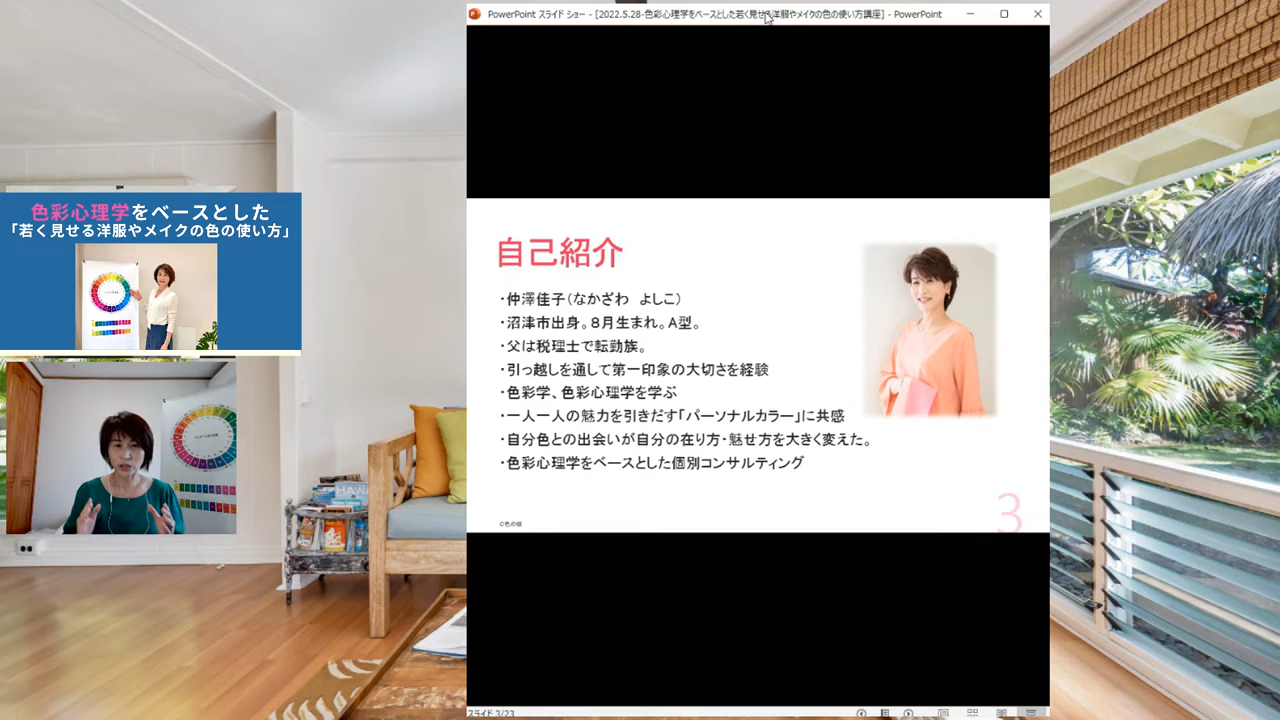 PowerPoint スライド ショー - [2022.5.28-色彩心理学をベースとした若く見せる洋服やメイクの色の使い方講座] - PowerPoint
色彩心理学をベースとした
「若く見せる洋服やメイクの色の使い方」
自己紹介
・仲澤佳子(なかざわ　よしこ)
・沼津市出身。8月生まれ。A型。
・父は税理士で転勤族。
・引っ越しを通して第一印象の大切さを経験
・色彩学、色彩心理学を学ぶ
・一人一人の魅力を引きだす「パーソナルカラー」に共感
・自分色との出会いが自分の在り方・魅せ方を大きく変えた。
・色彩心理学をベースとした個別コンサルティング
3
スライド 3/23